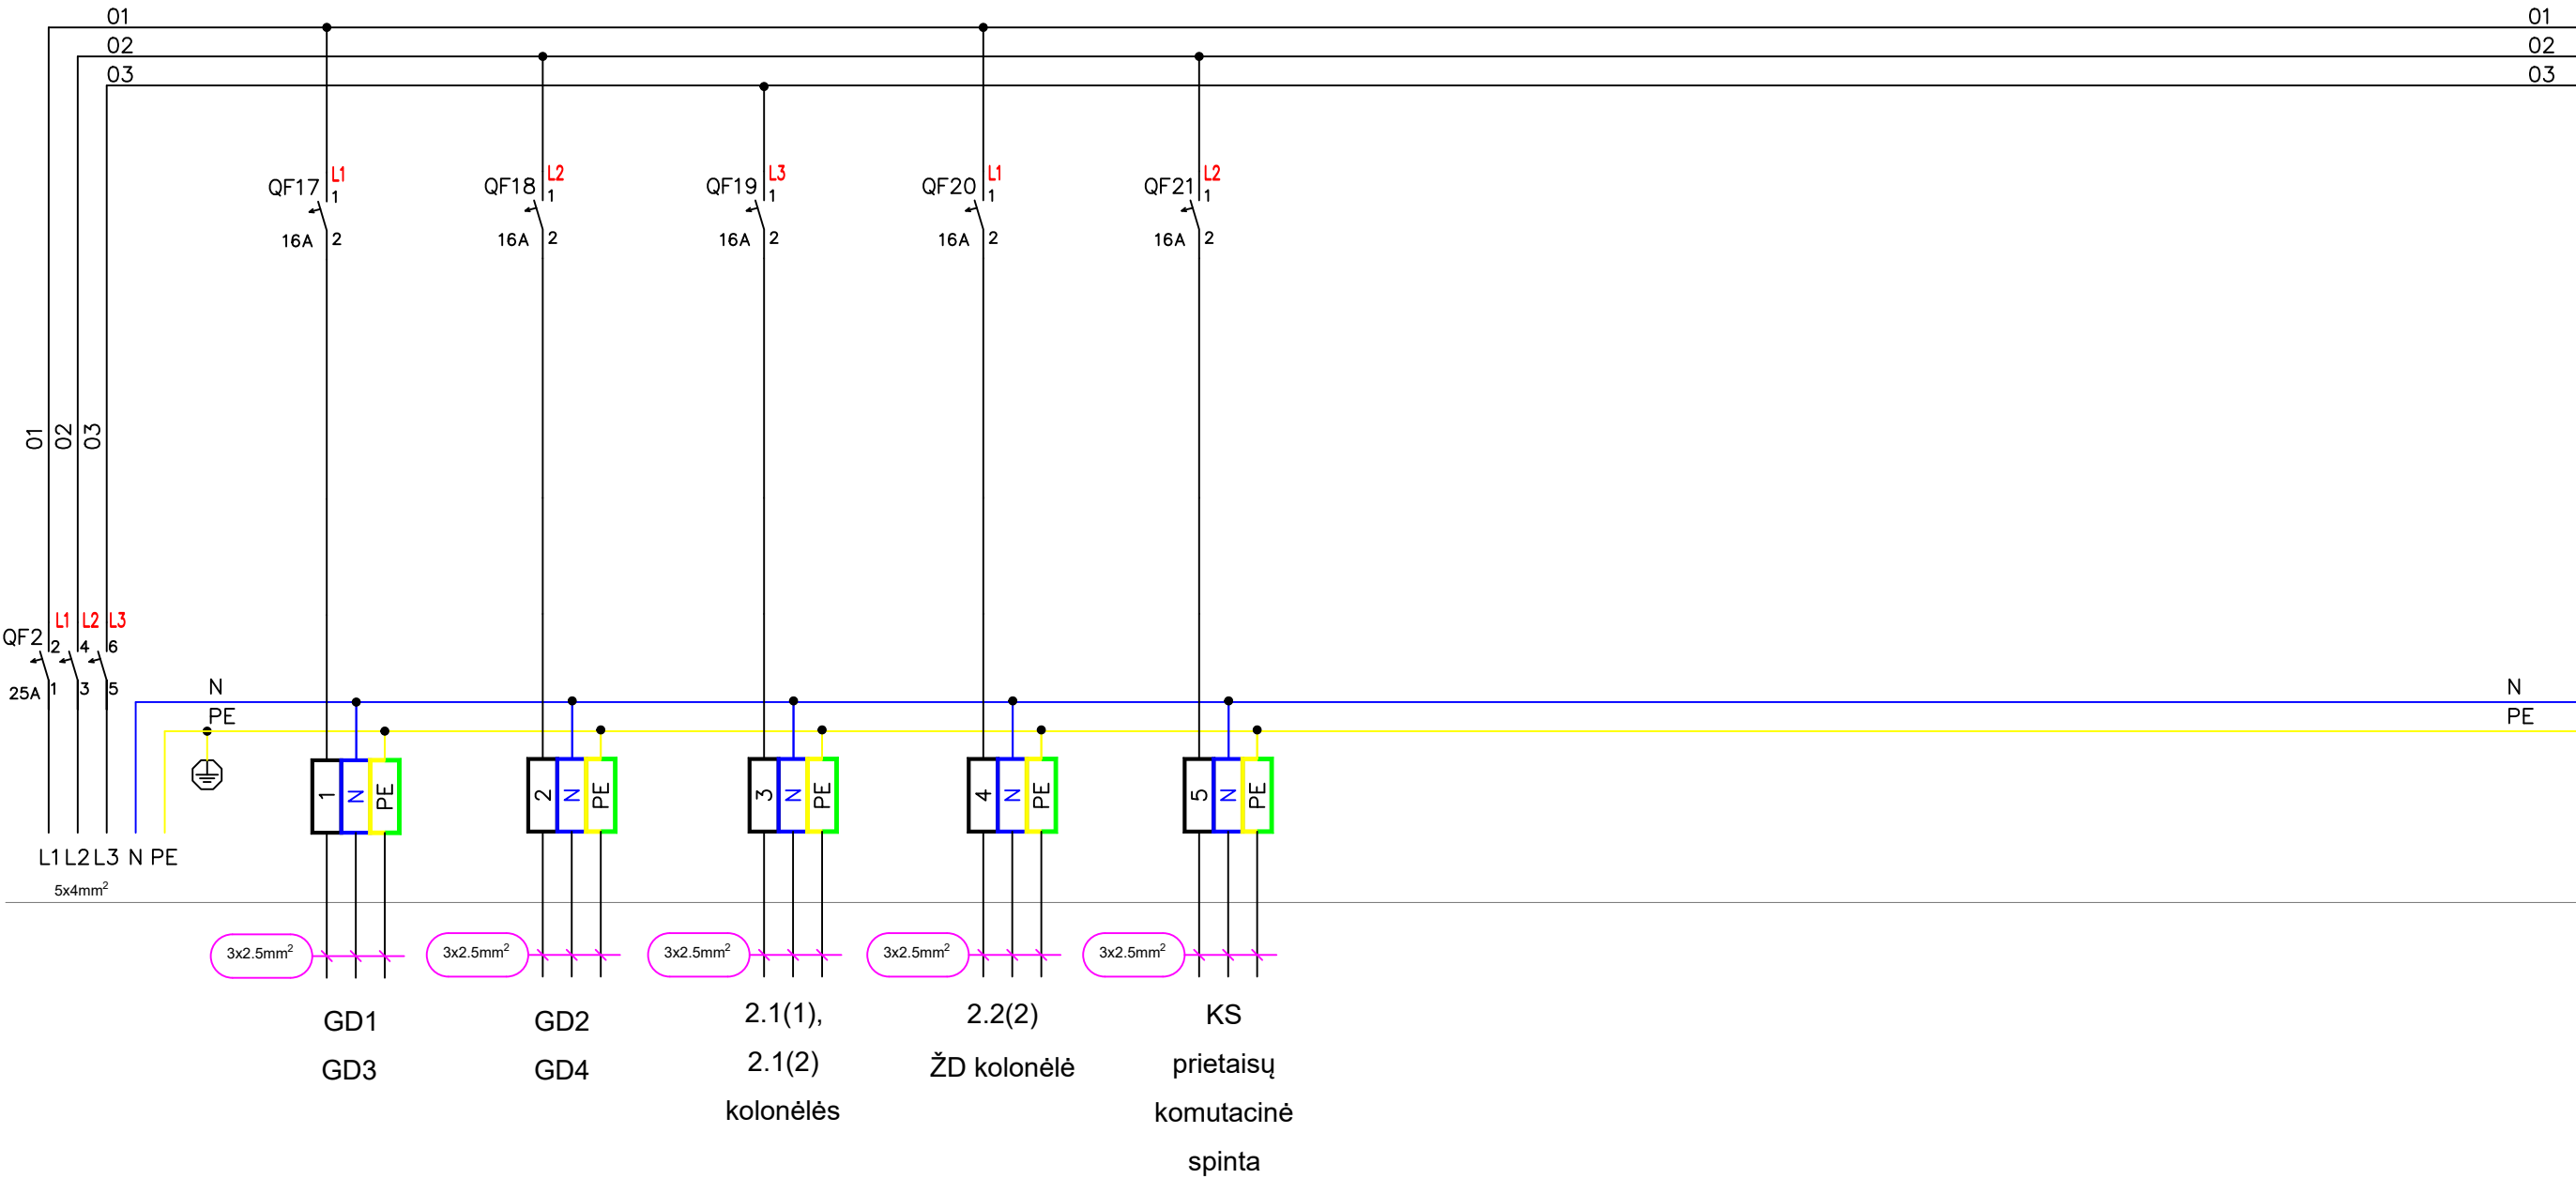 01 01
02 02
03 03
QF17 L1 1
16A 2
QF18 L2 1
16A 2
QF19 L3 1
16A 2
QF20 L1 1
16A 2
QF21 L2 1
16A 2
01 02 03
L1 L2 L3
QF2 2 4 6
25A 1 3 5
N N
PE PE
1 N PE
2 N PE
3 N PE
4 N PE
5 N PE
L1 L2 L3 N PE
5x4mm²
3x2.5mm²
3x2.5mm²
3x2.5mm²
3x2.5mm²
3x2.5mm²
GD1
GD3
GD2
GD4
2.1(1),
2.1(2)
kolonėlės
2.2(2)
ŽD kolonėlė
KS
prietaisų
komutacinė
spinta